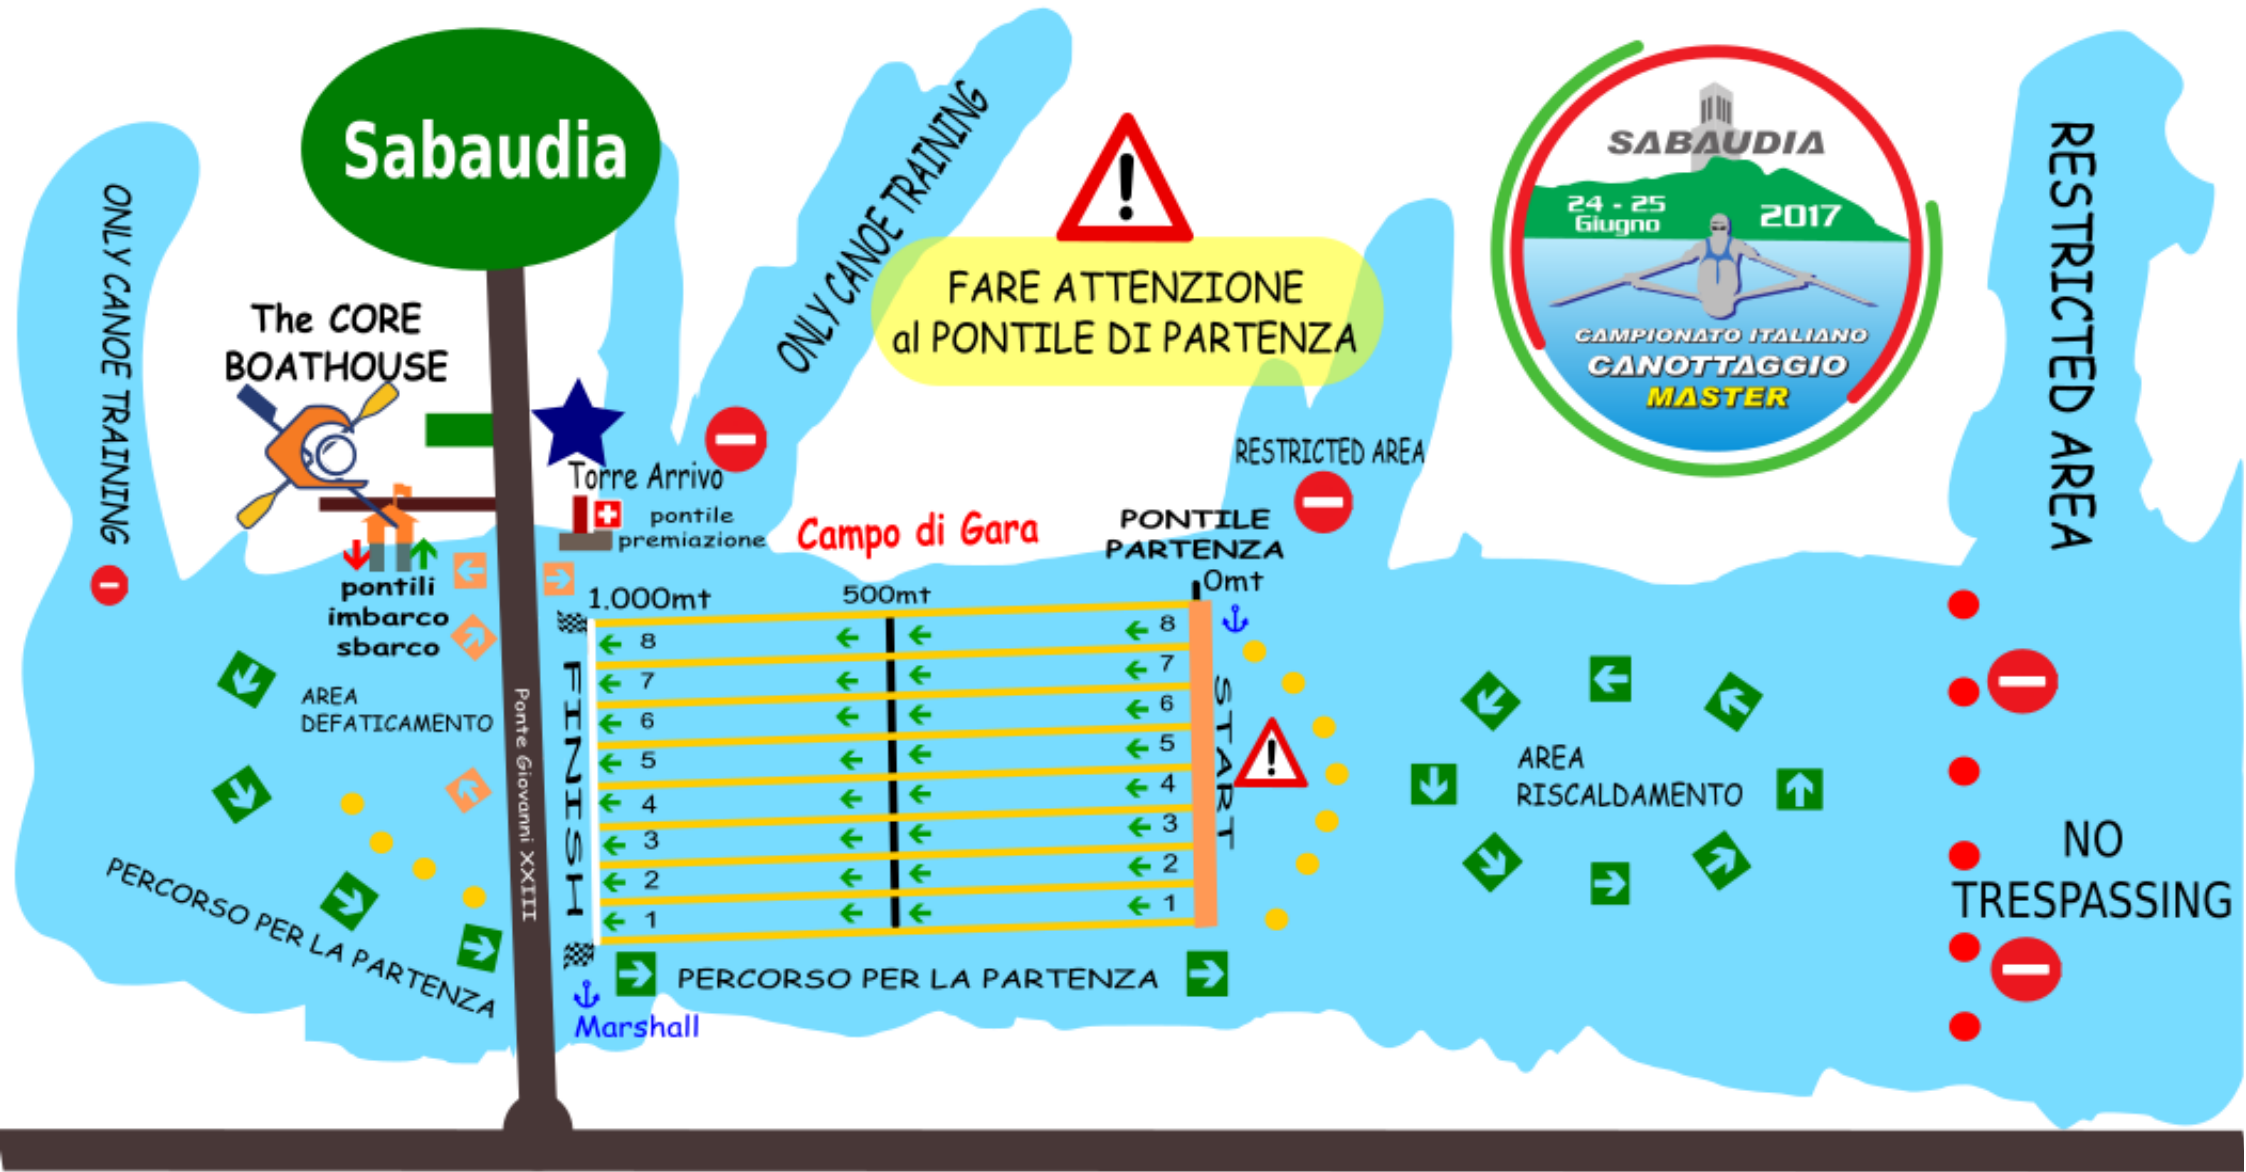 Sabaudia
ONLY CANOE TRAINING
The CORE
BOATHOUSE
ONLY CANOE TRAINING
FARE ATTENZIONE
al PONTILE DI PARTENZA
SABAUDIA
24 - 25
Giugno
2017
CAMPIONATO ITALIANO
CANOTTAGGIO
MASTER
RESTRICTED AREA
RESTRICTED AREA
Torre Arrivo
pontile
premiazione
Campo di Gara
PONTILE
PARTENZA
0mt
500mt
1.000mt
pontili
imbarco
sbarco
AREA
DEFATICAMENTO
Ponte Giovanni XXIII
FINISH
8
7
6
5
4
3
2
1
8
7
6
5
4
3
2
1
START
AREA
RISCALDAMENTO
NO
TRESPASSING
PERCORSO PER LA PARTENZA
PERCORSO PER LA PARTENZA
Marshall